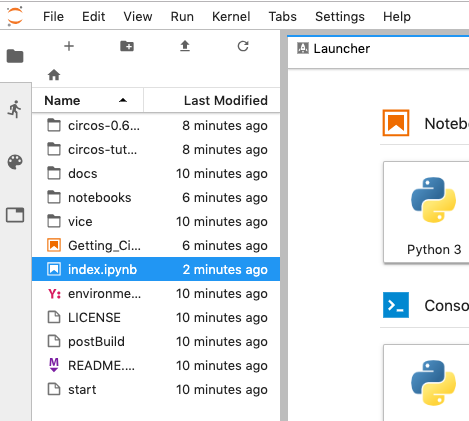 File Edit View Run Kernel Tabs Settings Help
Launcher
Name Last Modified
circos-0.6... 8 minutes ago
circos-tut... 8 minutes ago
docs 10 minutes ago
notebooks 6 minutes ago
vice 10 minutes ago
Getting_Ci... 6 minutes ago
index.ipynb 2 minutes ago
Y: environme... 10 minutes ago
LICENSE 10 minutes ago
postBuild 10 minutes ago
M README.... 10 minutes ago
start 10 minutes ago
Noteb
Python 3
Conso